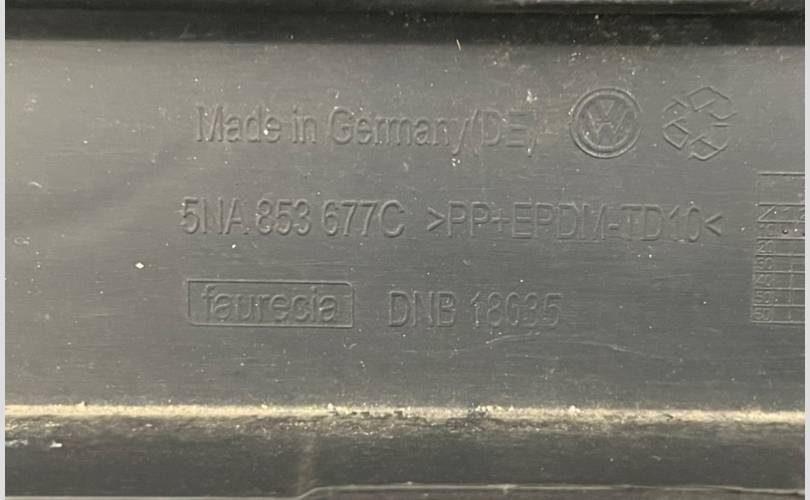 Made in Germany(DE)
5NA.853 677C >PP+EPDM-TD10<
faurecia DNB 18035